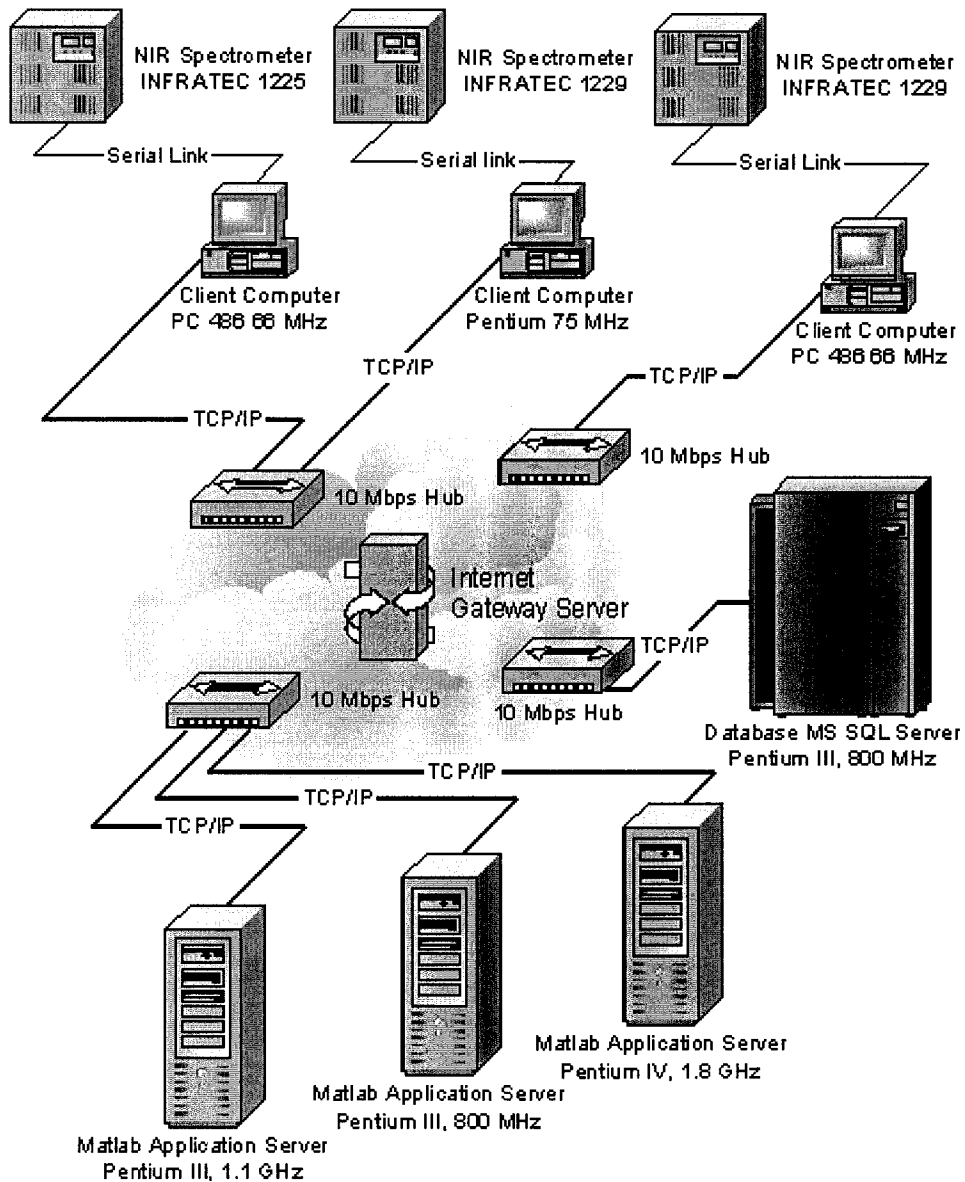 NIR Spectrometer
INFRATEC 1225
NIR Spectrometer
INFRATEC 1229
NIR Spectrometer
INFRATEC 1229
Serial Link
Serial link
Serial Link
Client Computer
PC 486 66 MHz
Client Computer
Pentium 75 MHz
Client Computer
PC 486 66 MHz
TCP/IP
TCP/IP
TCP/IP
10 Mbps Hub
10 Mbps Hub
Internet
Gateway Server
TCP/IP
10 Mbps Hub
10 Mbps Hub
Database MS SQL Server
Pentium III, 800 MHz
TCP/IP
TCP/IP
TCP/IP
Matlab Application Server
Pentium IV, 1.8 GHz
Matlab Application Server
Pentium III, 800 MHz
Matlab Application Server
Pentium III, 1.1 GHz